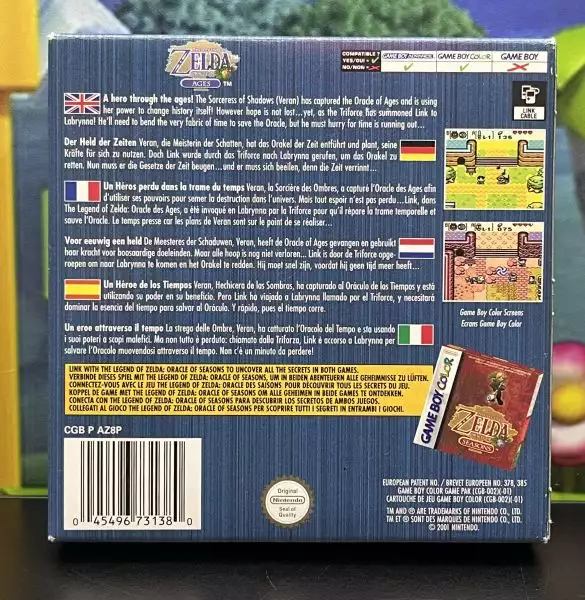 THE LEGEND OF
ZELDA
ORACLE OF
AGES TM
COMPATIBLE ?
YES/OUI: ✓
NO/NON: ✗
GAME BOY ADVANCE
GAME BOY COLOR
GAME BOY
LINK
CABLE
A hero through the ages! The Sorceress of Shadows (Veran) has captured the Oracle of Ages and is using
her power to change history itself! However hope is not lost...yet, as the Triforce has summoned Link to
Labrynna! He'll need to bend the very fabric of time to save the Oracle, but he must hurry for time is running out...
Der Held der Zeiten Veran, die Meisterin der Schatten, hat das Orakel der Zeit entführt und plant, seine
Kräfte für sich zu nutzen. Doch Link wurde durch das Triforce nach Labrynna gerufen, um das Orakel zu
retten. Nun muss er die Gesetze der Zeit beugen...und er muss sich beeilen, denn die Zeit verrinnt...
Un Héros perdu dans la trame du temps Veran, la Sorcière des Ombres, a capturé l'Oracle des Ages afin
d'utiliser ses pouvoirs pour semer la destruction dans l'univers. Mais tout espoir n'est pas perdu...Link, dans
The Legend of Zelda: Oracle des Ages, a été invoqué en Labrynna par la Triforce pour qu'il répare la trame temporelle et
sauve l'Oracle. Le temps presse car les plans de Veran sont sur le point de se réaliser...
Voor eeuwig een held De Meesteres der Schaduwen, Veran, heeft de Oracle of Ages gevangen en gebruikt
haar kracht voor boosaardige doeleinden. Maar alle hoop is nog niet verloren... Link is door de Triforce opge-
roepen om naar Labrynna te komen en het Orakel te redden. Hij moet snel zijn, voordat hij geen tijd meer heeft...
Un Héroe de los Tiempos Veran, Hechicera de las Sombras, ha capturado al Oráculo de los Tiempos y está
utilizando su poder en su beneficio. Pero Link ha viajado a Labrynna llamado por el Triforce, y necesitará
dominar la esencia del tiempo para salvar al Oráculo. Y rápido, pues el tiempo corre.
Un eroe attraverso il tempo La strega delle Ombre, Veran, ha catturato l'Oracolo del Tempo e sta usando
i suoi poteri a scopi malefici. Ma non tutto è perduto: chiamato dalla Triforce, Link è accorso a Labrynna per
salvare l'Oracolo muovendosi attraverso il tempo. Non c'è un minuto da perdere!
Game Boy Color Screens
Ecrans Game Boy Color
LINK WITH THE LEGEND OF ZELDA: ORACLE OF SEASONS TO UNCOVER ALL THE SECRETS IN BOTH GAMES.
VERBINDE DIESES SPIEL MIT THE LEGEND OF ZELDA: ORACLE OF SEASONS, UM IN BEIDEN ABENTEUERN ALLE GEHEIMNISSE ZU LÜFTEN.
CONNECTEZ-VOUS AVEC LE JEU THE LEGEND OF ZELDA: ORACLE DES SAISONS POUR DÉCOUVRIR TOUS LES SECRETS DU JEU.
KOPPEL DE GAME MET THE LEGEND OF ZELDA: ORACLE OF SEASONS OM ALLE GEHEIMEN IN BEIDE GAMES TE ONTDEKKEN.
CONECTA CON EL JUEGO THE LEGEND OF ZELDA: ORACLE OF SEASONS PARA DESCUBRIR LOS SECRETOS DE AMBOS JUEGOS.
COLLEGATI AL GIOCO THE LEGEND OF ZELDA: ORACLE OF SEASONS PER SCOPRIRE TUTTI I SEGRETI IN ENTRAMBI I GIOCHI.
GAME BOY COLOR
ZELDA
SEASONS
CGB P AZ8P
0 45496 73138 0
Original
Nintendo
Seal of
Quality
EUROPEAN PATENT NO. / BREVET EUROPEEN NO: 378, 385
GAME BOY COLOR GAME PAK (CGB-002)(-01)
CARTOUCHE DE JEU GAME BOY COLOR (CGB-002)(-01)
TM AND ® ARE TRADEMARKS OF NINTENDO CO., LTD.
TM ET ® SONT DES MARQUES DE NINTENDO CO., LTD.
© 2001 NINTENDO.